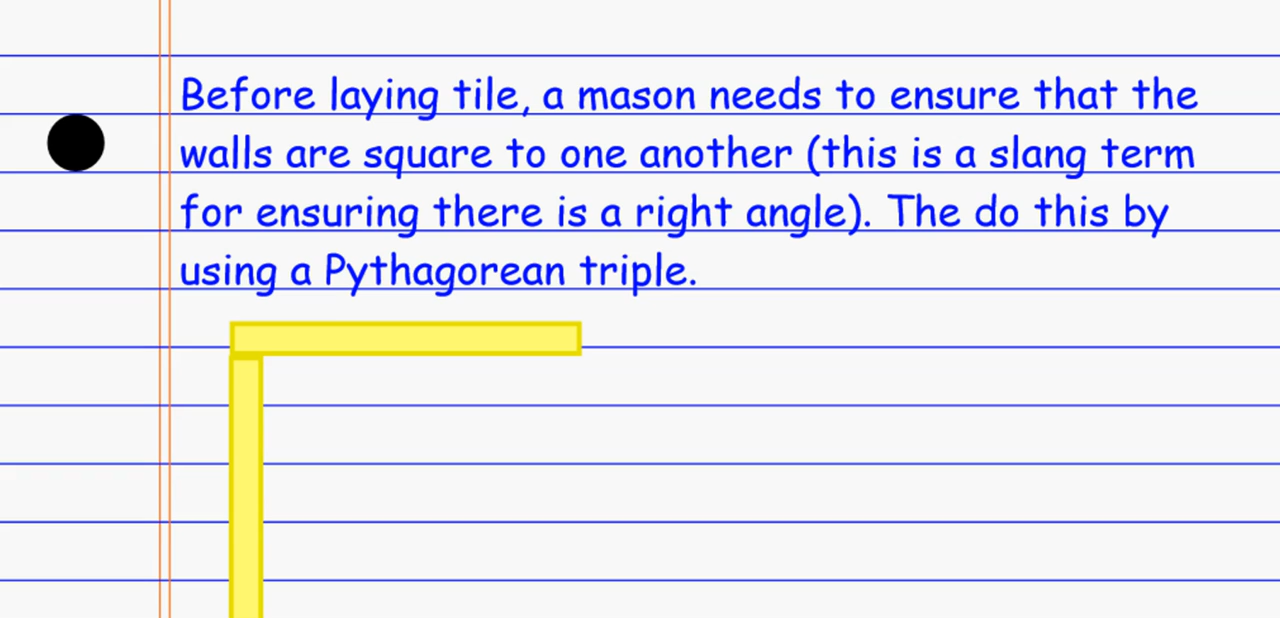 Before laying tile, a mason needs to ensure that the
walls are square to one another (this is a slang term
for ensuring there is a right angle). The do this by
using a Pythagorean triple.